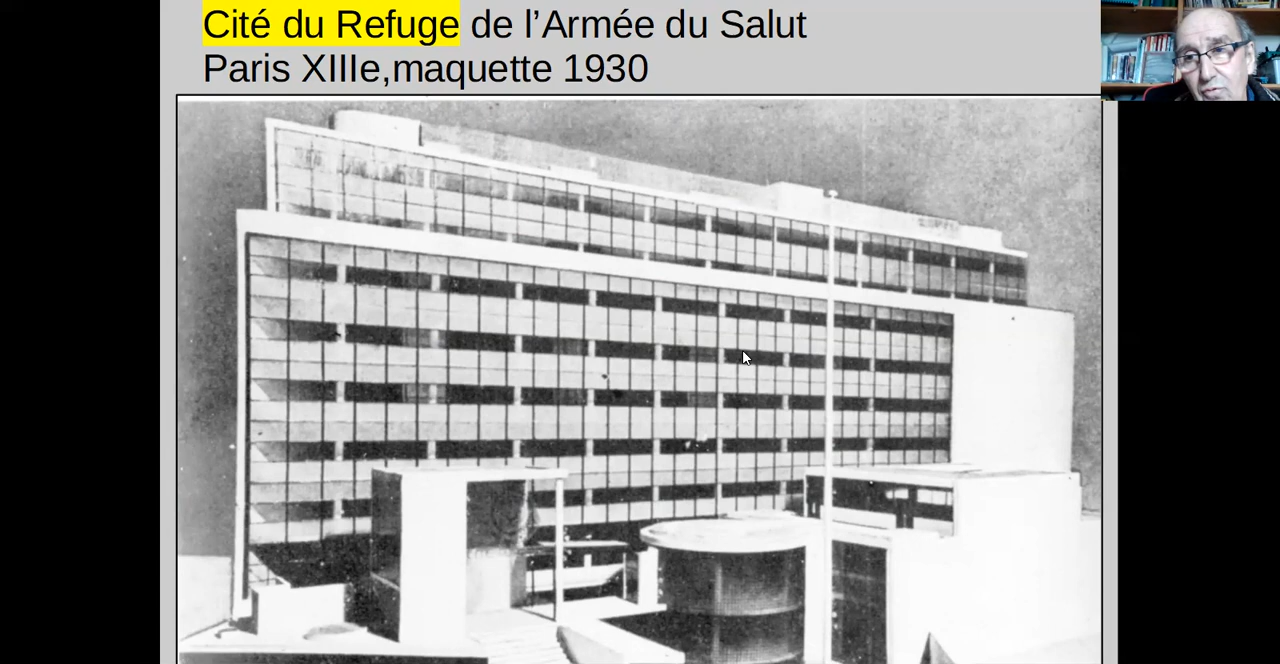 Cité du Refuge de l’Armée du Salut
Paris XIIIe,maquette 1930